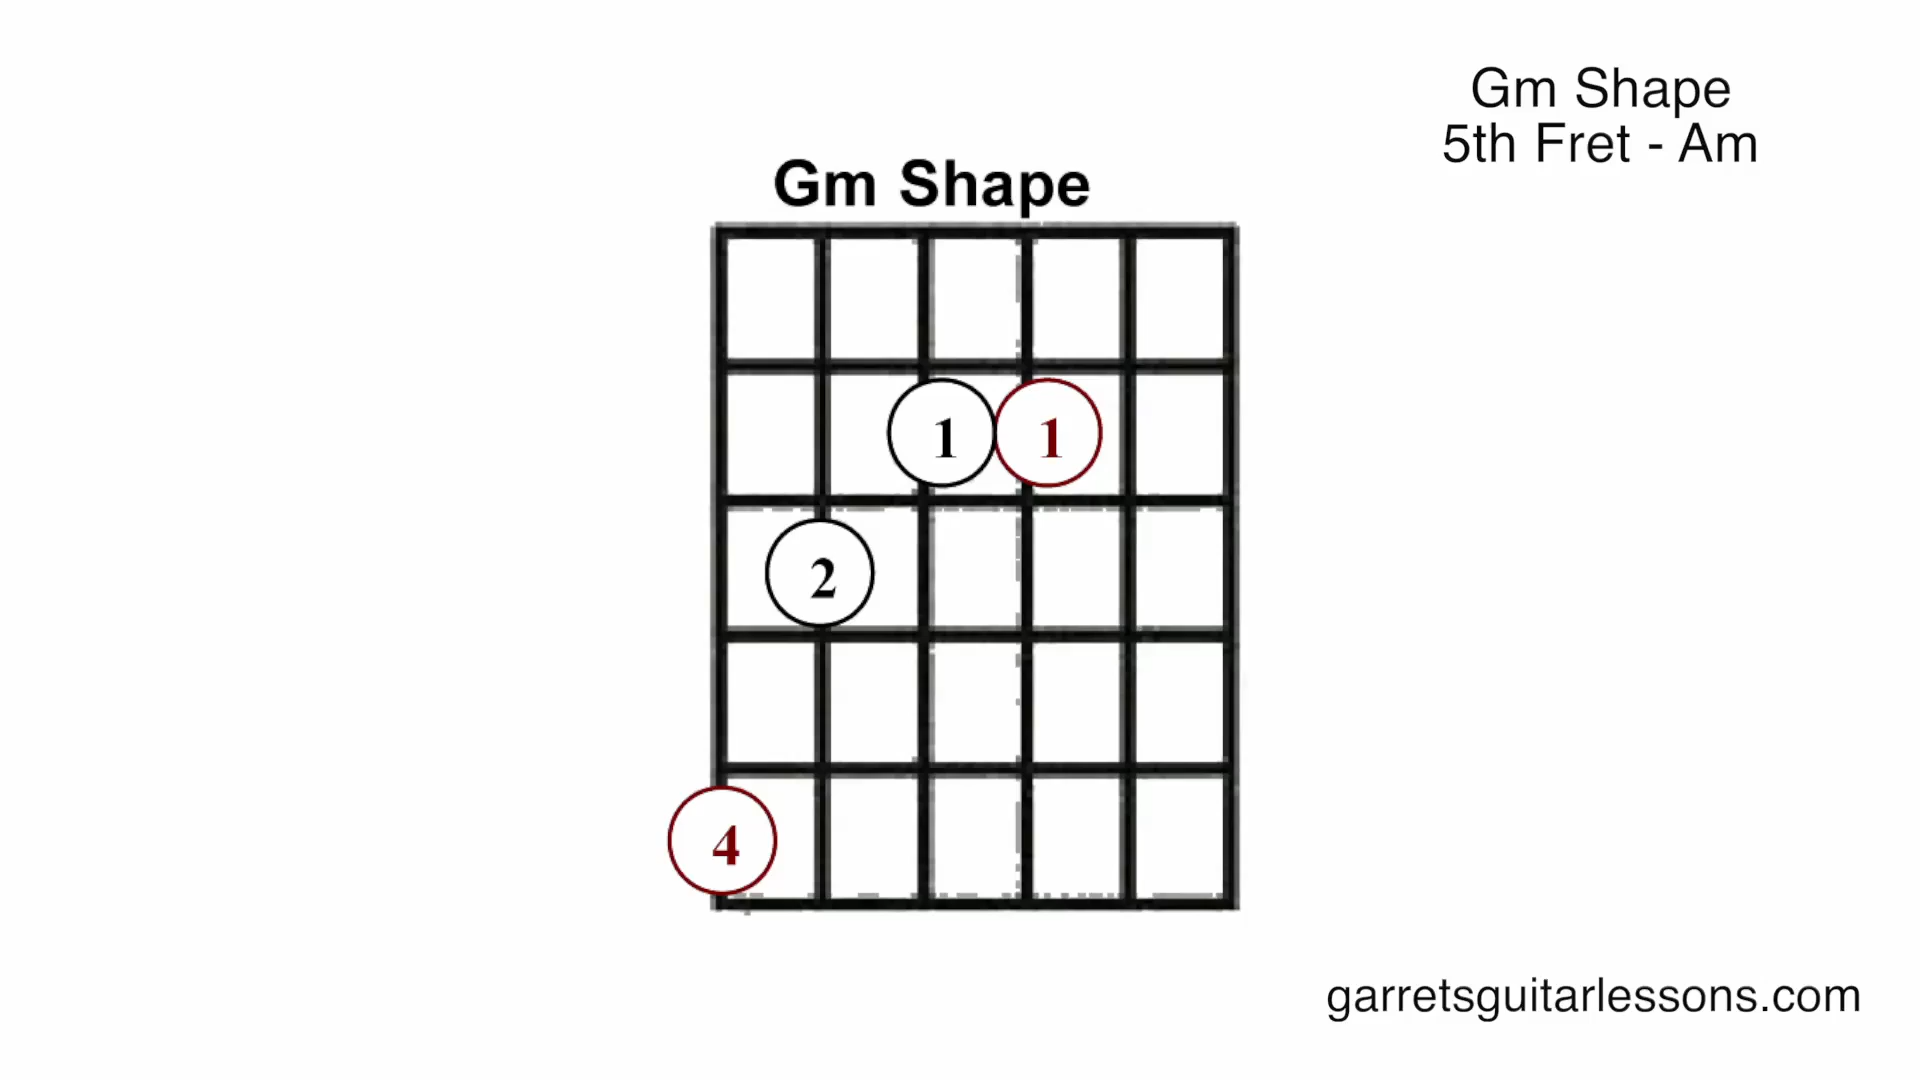 Gm Shape
5th Fret - Am
Gm Shape
1 1
2
4
garretsguitarlessons.com